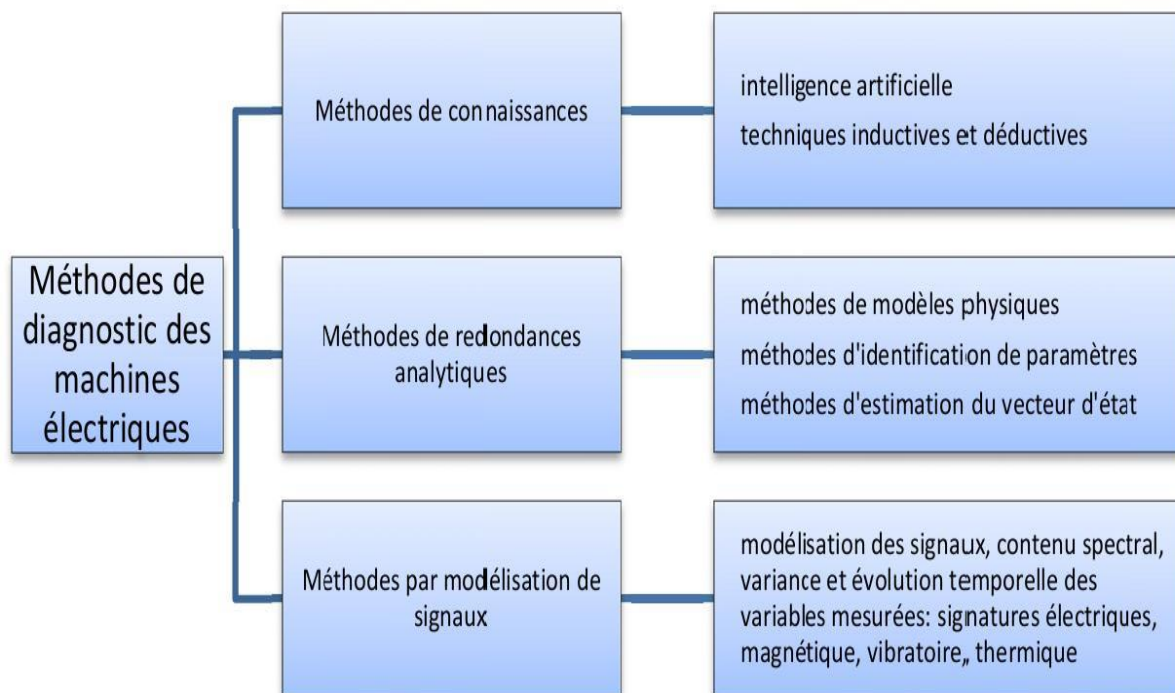 Méthodes de
diagnostic des
machines
électriques
Méthodes de connaissances
intelligence artificielle
techniques inductives et déductives
Méthodes de redondances
analytiques
méthodes de modèles physiques
méthodes d'identification de paramètres
méthodes d'estimation du vecteur d'état
Méthodes par modélisation de
signaux
modélisation des signaux, contenu spectral,
variance et évolution temporelle des
variables mesurées: signatures électriques,
magnétique, vibratoire,, thermique